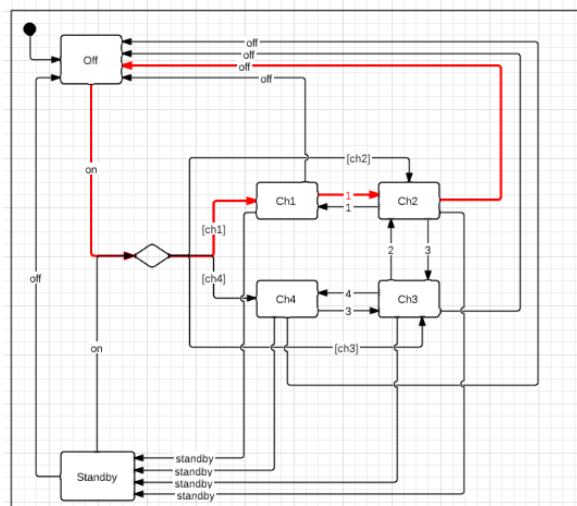 off
off
Off
off
off
[ch2]
on
Ch1
1
Ch2
1
[ch1]
2
3
off
[ch4]
Ch4
4
Ch3
3
on
[ch3]
standby
standby
Standby
standby
standby